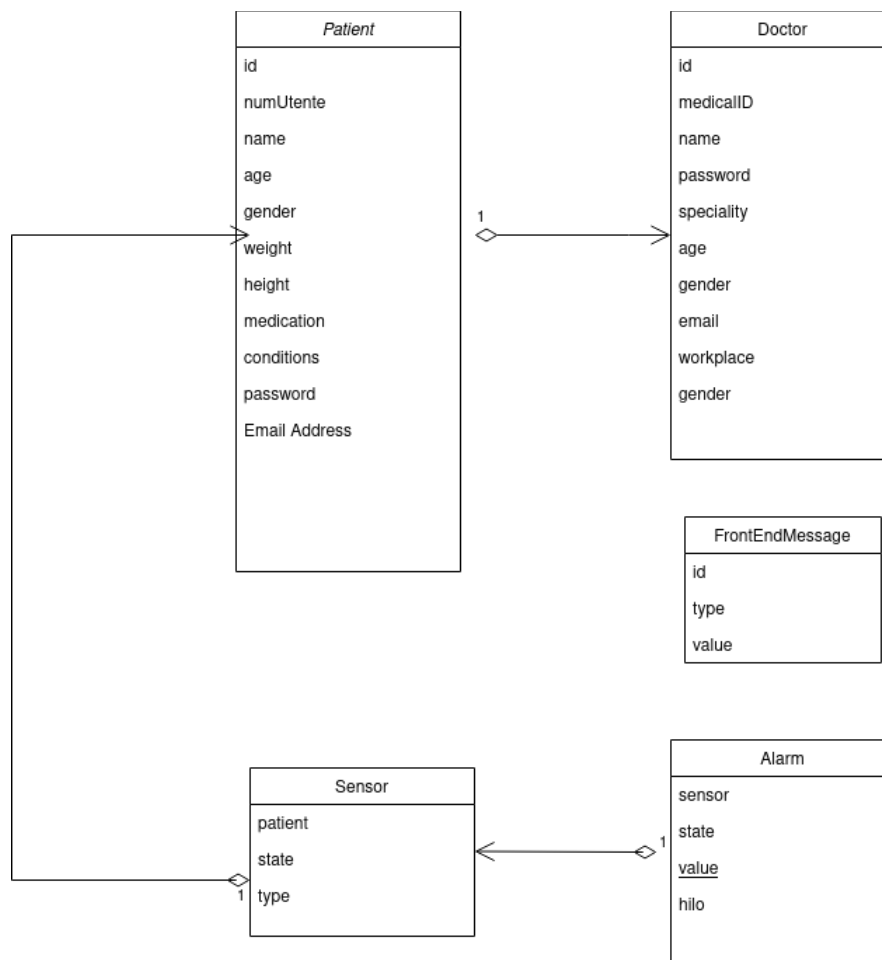 Patient
id
numUtente
name
age
gender
weight
height
medication
conditions
password
Email Address
1
Doctor
id
medicalID
name
password
speciality
age
gender
email
workplace
gender
FrontEndMessage
id
type
value
Sensor
patient
state
type
1
Alarm
sensor
state
value
hilo
1